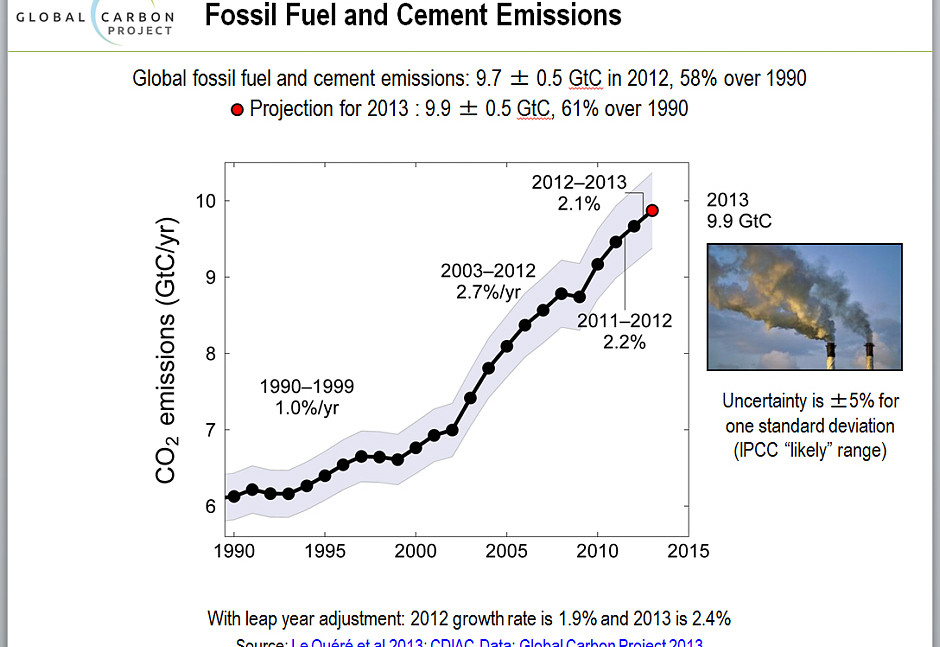 GLOBAL CARBON
PROJECT
Fossil Fuel and Cement Emissions
Global fossil fuel and cement emissions: 9.7 ± 0.5 GtC in 2012, 58% over 1990
Projection for 2013 : 9.9 ± 0.5 GtC, 61% over 1990
CO2 emissions (GtC/yr)
10
9
8
7
6
1990
1995
2000
2005
2010
2015
1990–1999
1.0%/yr
2003–2012
2.7%/yr
2012–2013
2.1%
2011–2012
2.2%
2013
9.9 GtC
Uncertainty is ±5% for
one standard deviation
(IPCC “likely” range)
With leap year adjustment: 2012 growth rate is 1.9% and 2013 is 2.4%
Source: Le Quéré et al 2013; CDIAC Data; Global Carbon Project 2013